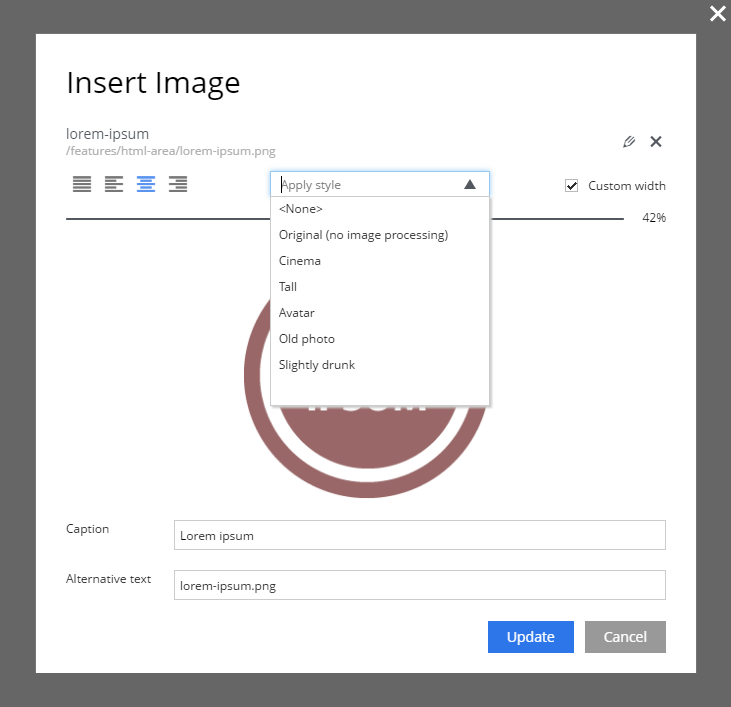 Insert Image
lorem-ipsum
/features/html-area/lorem-ipsum.png
Apply style
Custom width
42%
<None>
Original (no image processing)
Cinema
Tall
Avatar
Old photo
Slightly drunk
Caption
Lorem ipsum
Alternative text
lorem-ipsum.png
Update
Cancel